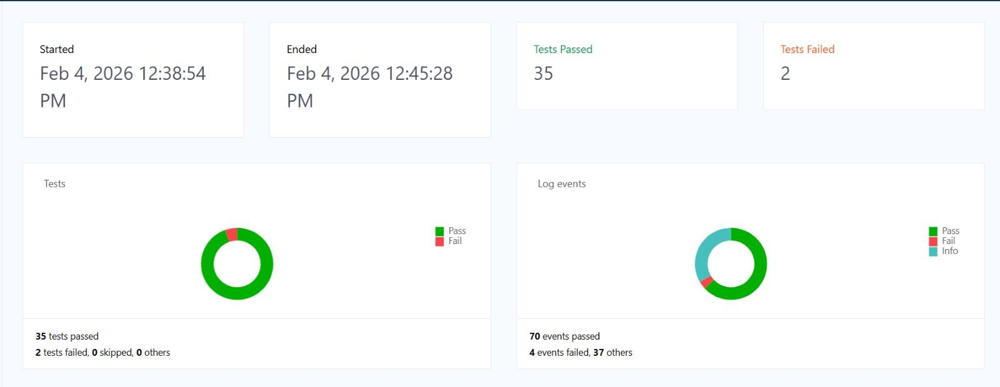 Started
Feb 4, 2026 12:38:54
PM
Ended
Feb 4, 2026 12:45:28
PM
Tests Passed
35
Tests Failed
2
Tests
Pass
Fail
35 tests passed
2 tests failed, 0 skipped, 0 others
Log events
Pass
Fail
Info
70 events passed
4 events failed, 37 others